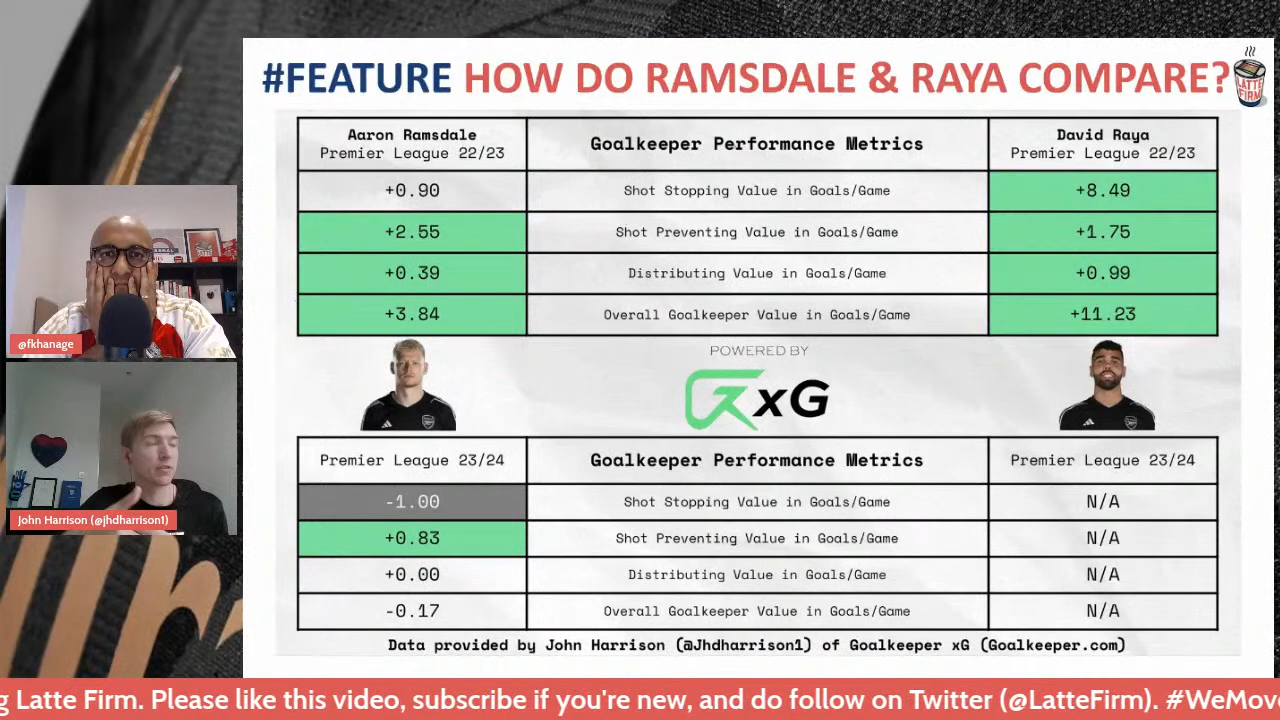 #FEATURE HOW DO RAMSDALE & RAYA COMPARE?
LATTE
FIRM
Aaron Ramsdale
Premier League 22/23
Goalkeeper Performance Metrics
David Raya
Premier League 22/23
+0.90 Shot Stopping Value in Goals/Game +8.49
+2.55 Shot Preventing Value in Goals/Game +1.75
+0.39 Distributing Value in Goals/Game +0.99
+3.84 Overall Goalkeeper Value in Goals/Game +11.23
POWERED BY
xG
Premier League 23/24 Goalkeeper Performance Metrics Premier League 23/24
-1.00 Shot Stopping Value in Goals/Game N/A
+0.83 Shot Preventing Value in Goals/Game N/A
+0.00 Distributing Value in Goals/Game N/A
-0.17 Overall Goalkeeper Value in Goals/Game N/A
Data provided by John Harrison (@Jhdharrison1) of Goalkeeper xG (Goalkeeper.com)
@fkhanage
John Harrison (@jhdharrison1)
g Latte Firm. Please like this video, subscribe if you're new, and do follow on Twitter (@LatteFirm). #WeMov